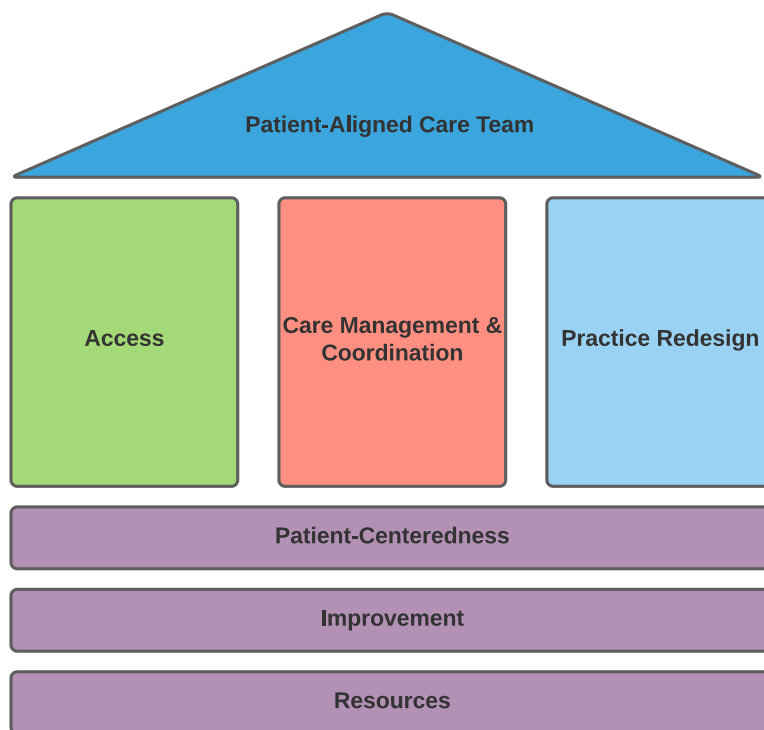 Patient-Aligned Care Team
Access
Care Management &
Coordination
Practice Redesign
Patient-Centeredness
Improvement
Resources